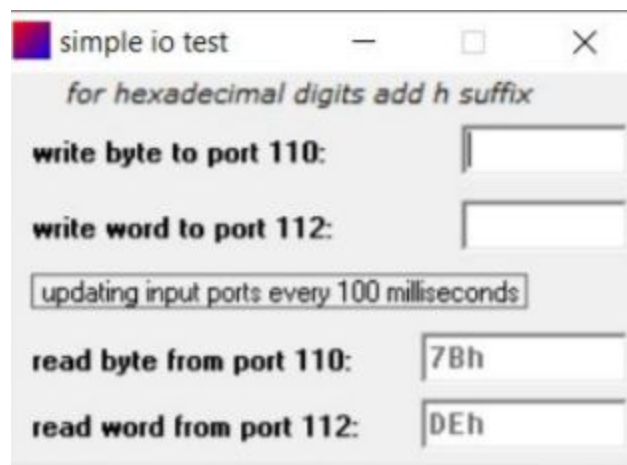 simple io test
for hexadecimal digits add h suffix
write byte to port 110:
write word to port 112:
updating input ports every 100 milliseconds
read byte from port 110: 7Bh
read word from port 112: DEh